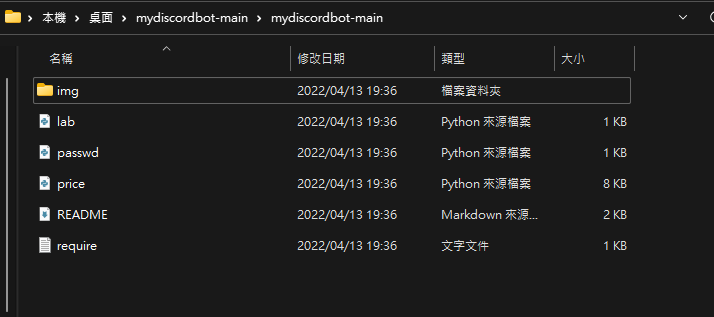 本機 > 桌面 > mydiscordbot-main > mydiscordbot-main
名稱 修改日期 類型 大小
img 2022/04/13 19:36 檔案資料夾
lab 2022/04/13 19:36 Python 來源檔案 1 KB
passwd 2022/04/13 19:36 Python 來源檔案 1 KB
price 2022/04/13 19:36 Python 來源檔案 8 KB
README 2022/04/13 19:36 Markdown 來源... 2 KB
require 2022/04/13 19:36 文字文件 1 KB